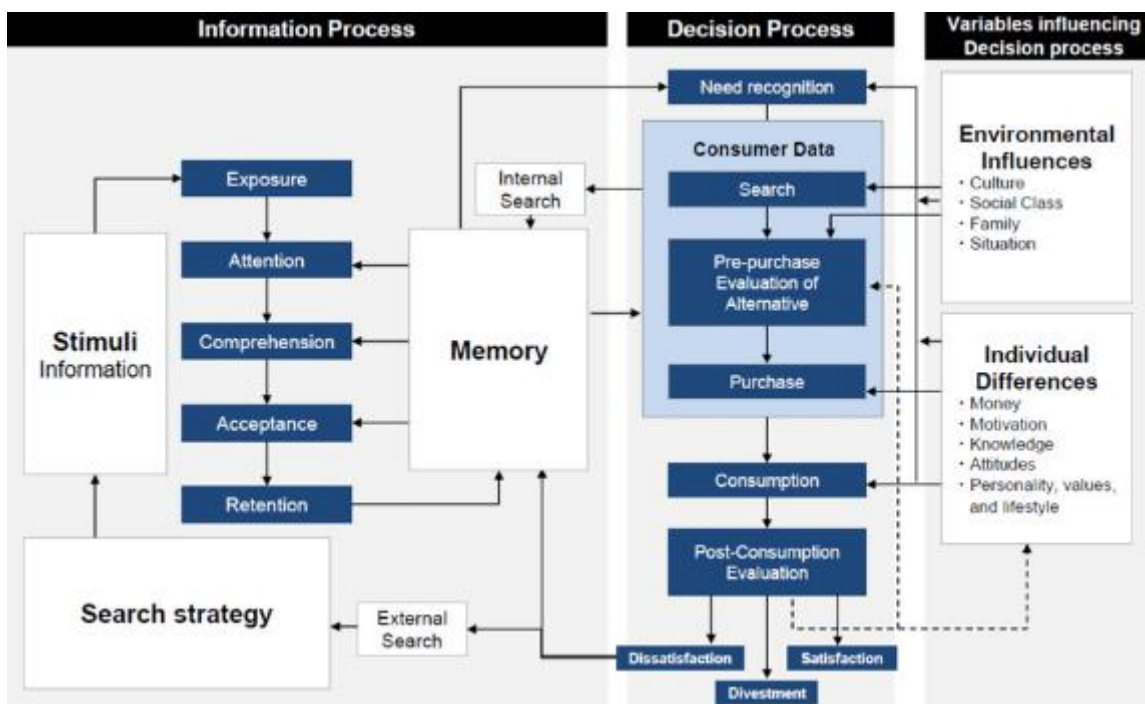 Information Process
Decision Process
Variables influencing
Decision process
Need recognition
Consumer Data
Internal
Search
Search
Exposure
Attention
Pre-purchase
Evaluation of
Alternative
Stimuli
Information
Comprehension
Memory
Purchase
Acceptance
Retention
Consumption
Post-Consumption
Evaluation
Search strategy
External
Search
Dissatisfaction
Satisfaction
Divestment
Environmental
Influences
・Culture
・Social Class
・Family
・Situation
Individual
Differences
・Money
・Motivation
・Knowledge
・Attitudes
・Personality, values,
and lifestyle